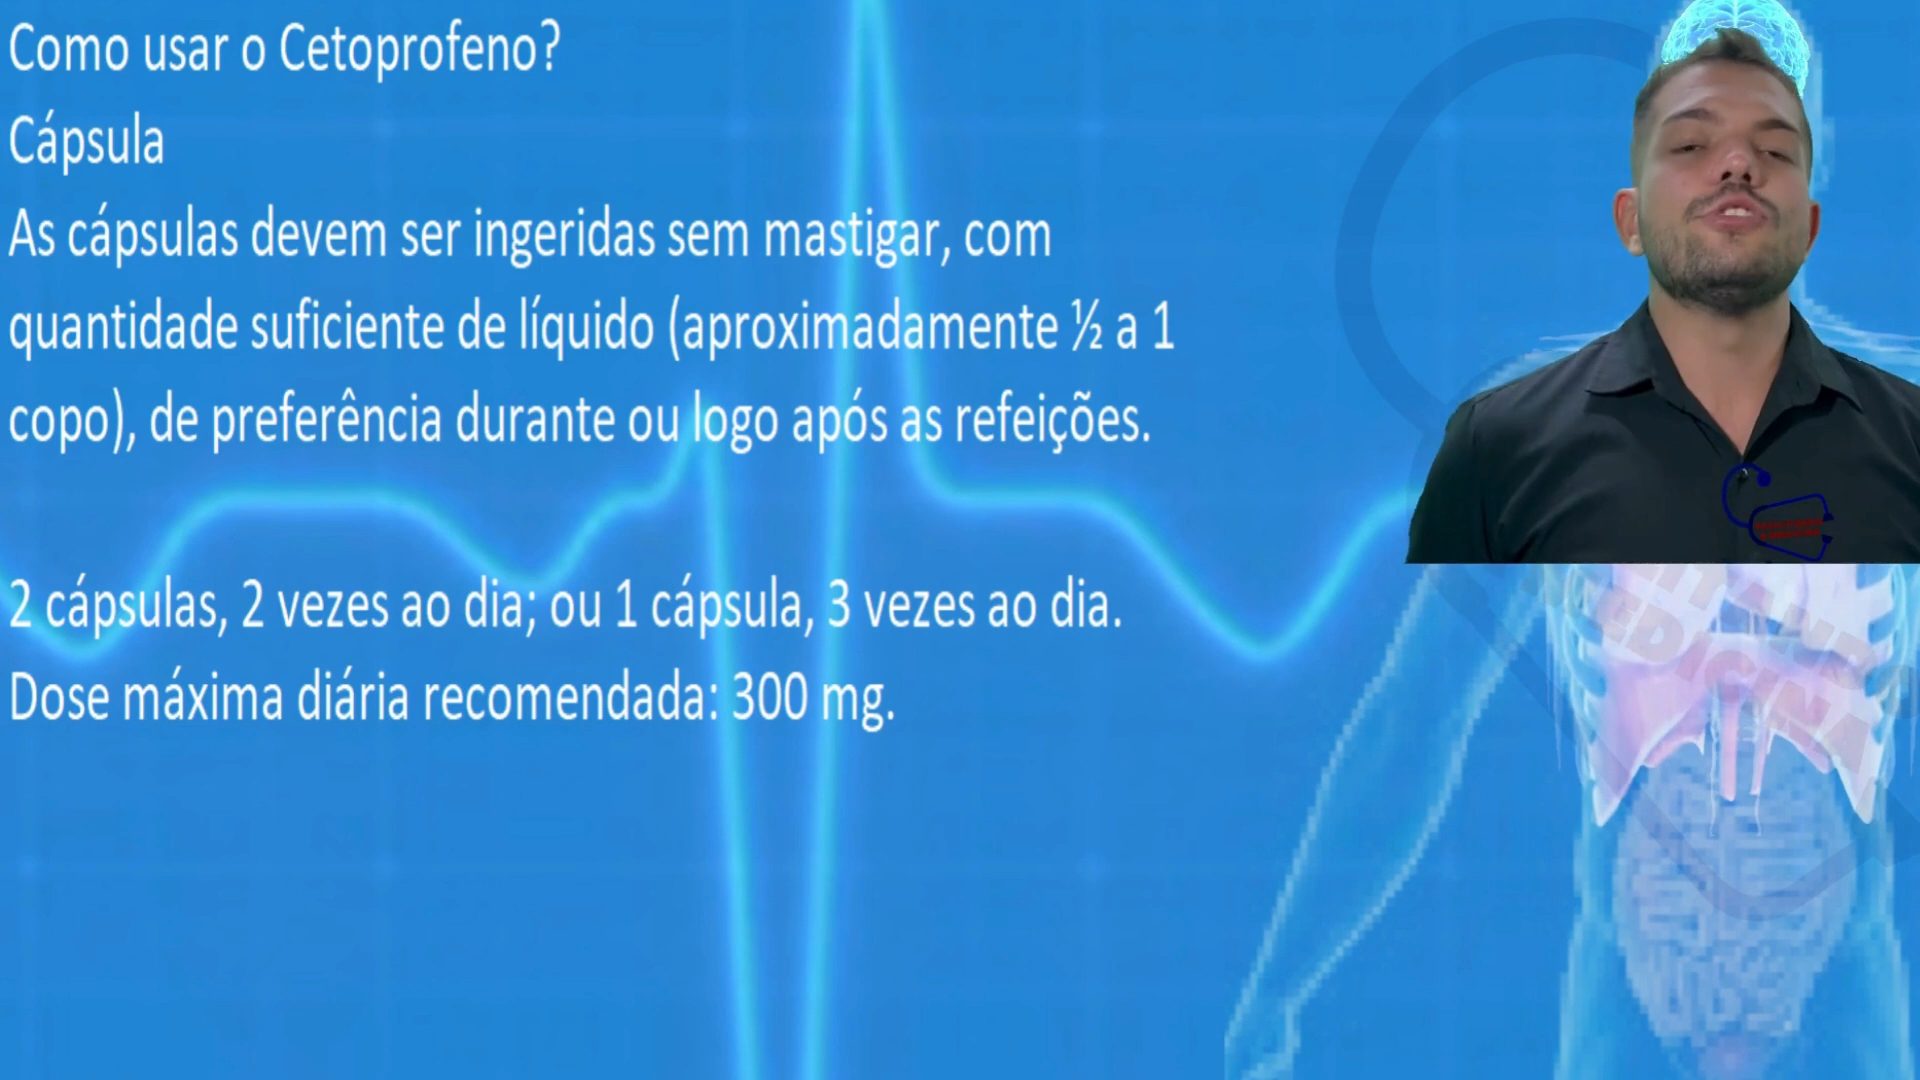 Como usar o Cetoprofeno?
Cápsula
As cápsulas devem ser ingeridas sem mastigar, com
quantidade suficiente de líquido (aproximadamente ½ a 1
copo), de preferência durante ou logo após as refeições.
2 cápsulas, 2 vezes ao dia; ou 1 cápsula, 3 vezes ao dia.
Dose máxima diária recomendada: 300 mg.
MEDICINA